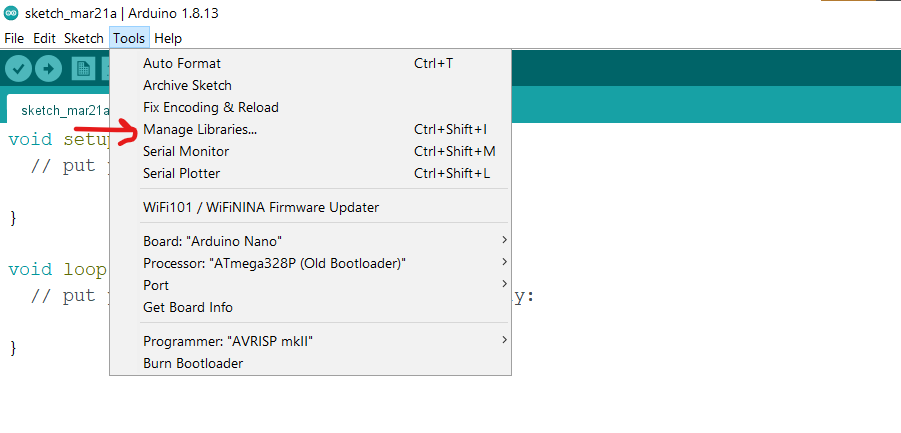 sketch_mar21a | Arduino 1.8.13
File Edit Sketch Tools Help
Auto Format Ctrl+T
Archive Sketch
Fix Encoding & Reload
sketch_mar21a
Manage Libraries... Ctrl+Shift+I
void setup
Serial Monitor Ctrl+Shift+M
// put
Serial Plotter Ctrl+Shift+L
WiFi101 / WiFiNINA Firmware Updater
}
Board: "Arduino Nano"
Processor: "ATmega328P (Old Bootloader)"
void loop
Port
// put y:
Get Board Info
Programmer: "AVRISP mkII"
}
Burn Bootloader